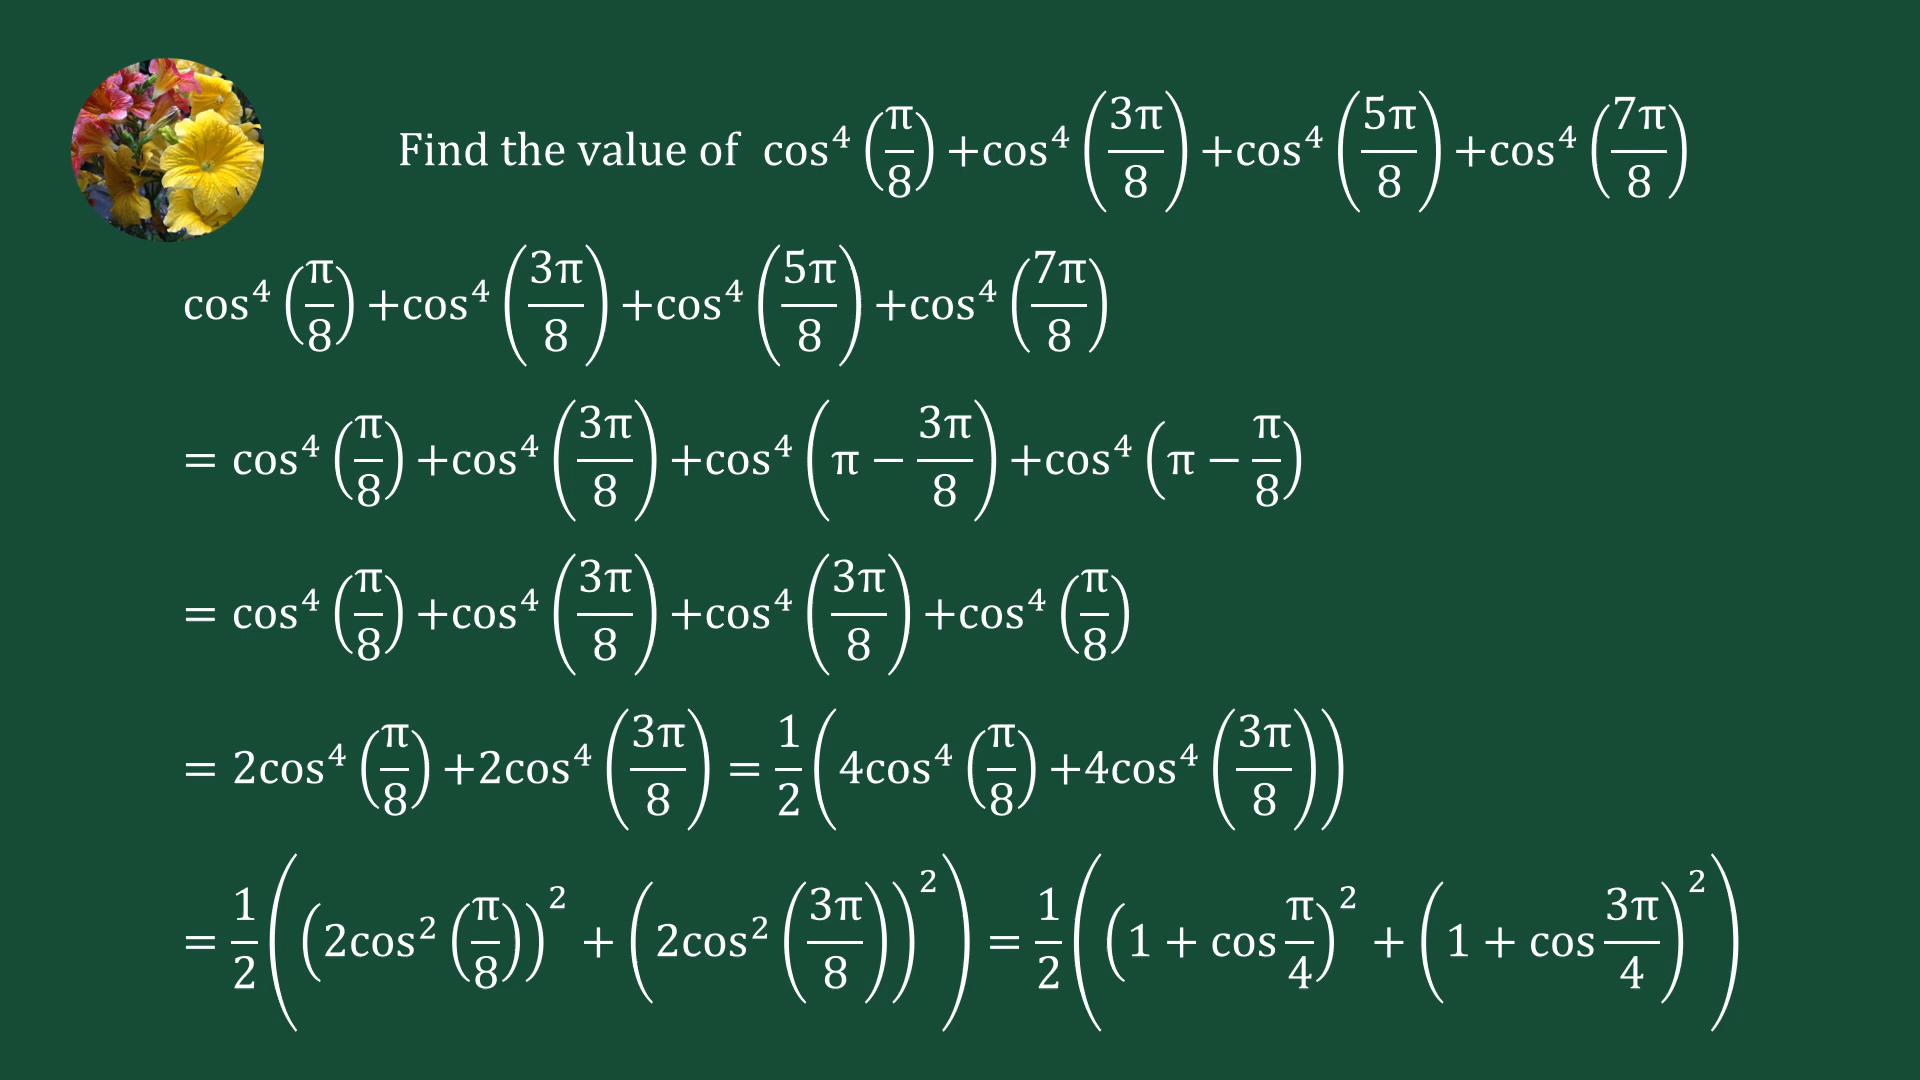 Find the value of cos⁴(π/8) +cos⁴(3π/8) +cos⁴(5π/8) +cos⁴(7π/8)
cos⁴(π/8) +cos⁴(3π/8) +cos⁴(5π/8) +cos⁴(7π/8)
= cos⁴(π/8) +cos⁴(3π/8) +cos⁴(π − 3π/8) +cos⁴(π − π/8)
= cos⁴(π/8) +cos⁴(3π/8) +cos⁴(3π/8) +cos⁴(π/8)
= 2cos⁴(π/8) +2cos⁴(3π/8) = 1/2(4cos⁴(π/8) +4cos⁴(3π/8))
= 1/2((2cos²(π/8))² + (2cos²(3π/8))²) = 1/2((1 + cos π/4)² + (1 + cos 3π/4)²)